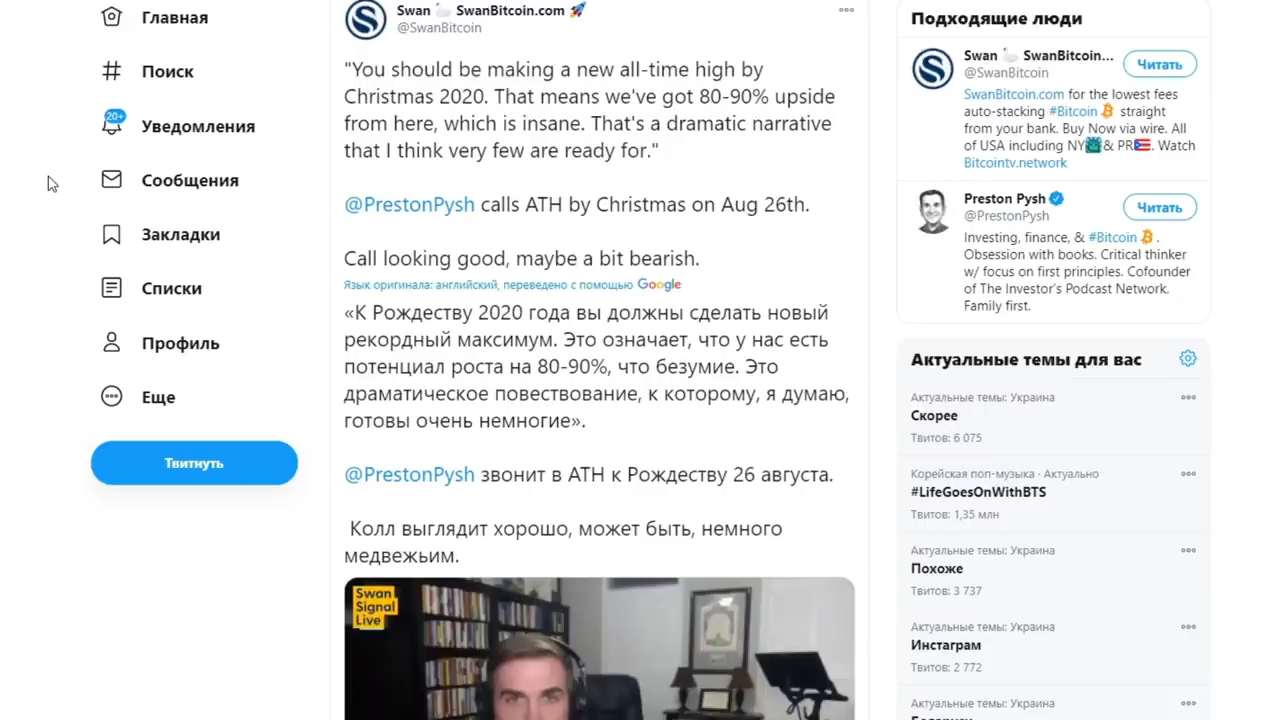 Главная
Поиск
20+
Уведомления
Сообщения
Закладки
Списки
Профиль
Еще
Твитнуть
Swan 🦢 SwanBitcoin.com 🚀
@SwanBitcoin
"You should be making a new all-time high by
Christmas 2020. That means we've got 80-90% upside
from here, which is insane. That's a dramatic narrative
that I think very few are ready for."
@PrestonPysh calls ATH by Christmas on Aug 26th.
Call looking good, maybe a bit bearish.
Язык оригинала: английский, переведено с помощью Google
«К Рождеству 2020 года вы должны сделать новый
рекордный максимум. Это означает, что у нас есть
потенциал роста на 80-90%, что безумие. Это
драматическое повествование, к которому, я думаю,
готовы очень немногие».
@PrestonPysh звонит в ATH к Рождеству 26 августа.
Колл выглядит хорошо, может быть, немного
медвежьим.
Swan
Signal
Live
Подходящие люди
Swan 🦢 SwanBitcoin...
@SwanBitcoin
Читать
SwanBitcoin.com for the lowest fees
auto-stacking #Bitcoin straight
from your bank. Buy Now via wire. All
of USA including NY🗽& PR🇵🇷. Watch
Bitcointv.network
Preston Pysh
@PrestonPysh
Читать
Investing, finance, & #Bitcoin .
Obsession with books. Critical thinker
w/ focus on first principles. Cofounder
of The Investor's Podcast Network.
Family first.
Актуальные темы для вас
Актуальные темы: Украина
Скорее
Твитов: 6 075
Корейская поп-музыка · Актуально
#LifeGoesOnWithBTS
Твитов: 1,35 млн
Актуальные темы: Украина
Похоже
Твитов: 3 737
Актуальные темы: Украина
Инстаграм
Твитов: 2 772
Актуальные темы: Украина